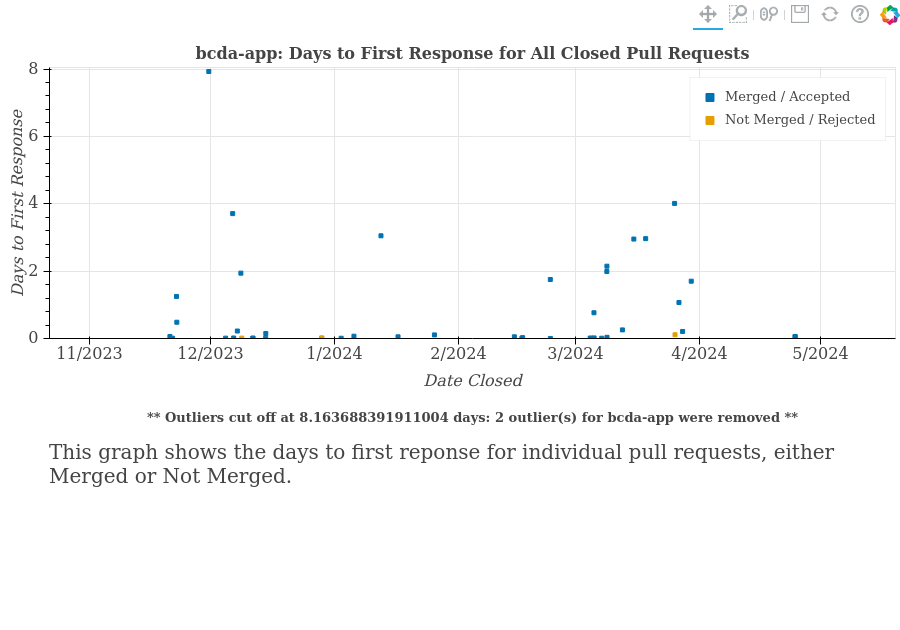 bcda-app: Days to First Response for All Closed Pull Requests
Days to First Response
8
6
4
2
0
Merged / Accepted
Not Merged / Rejected
11/2023 12/2023 1/2024 2/2024 3/2024 4/2024 5/2024
Date Closed
** Outliers cut off at 8.163688391911004 days: 2 outlier(s) for bcda-app were removed **
This graph shows the days to first reponse for individual pull requests, either
Merged or Not Merged.